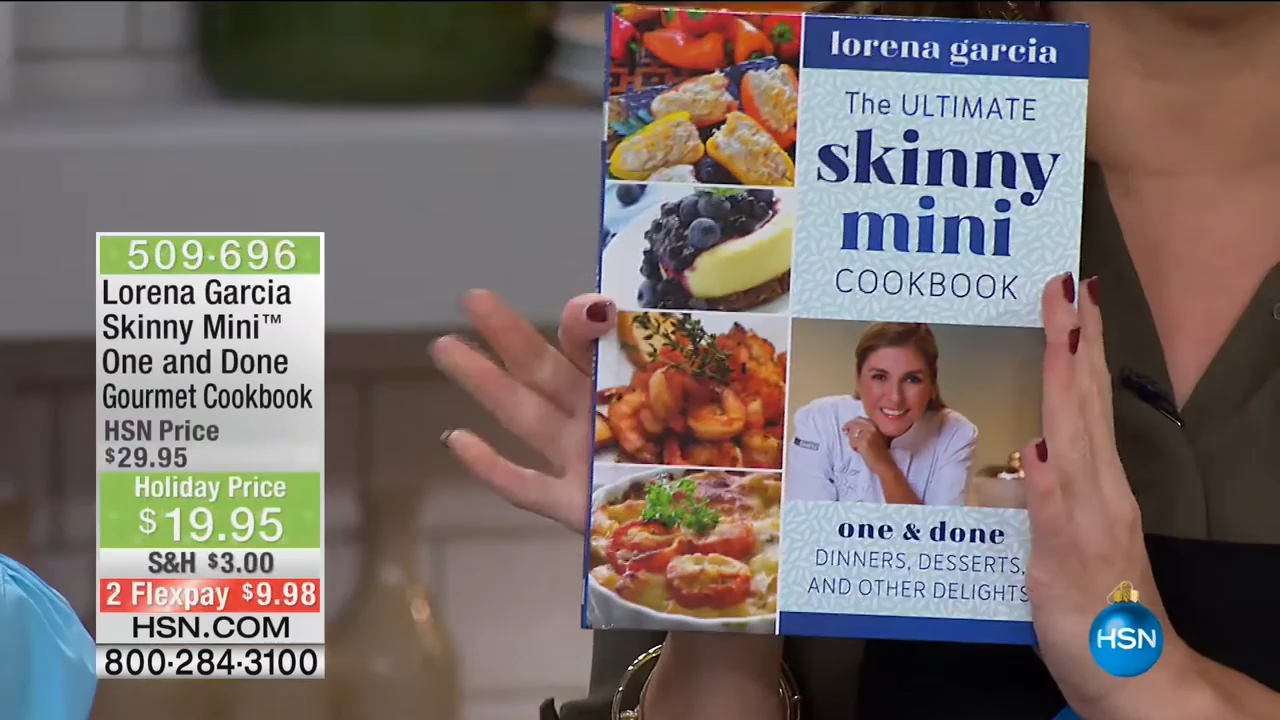 509·696
Lorena Garcia
Skinny Mini™
One and Done
Gourmet Cookbook
HSN Price
$29.95
Holiday Price
$19.95
S&H $3.00
2 Flexpay $9.98
HSN.COM
800·284·3100
lorena garcia
The ULTIMATE
skinny
mini
COOKBOOK
one & done
DINNERS, DESSERTS,
AND OTHER DELIGHTS
HSN